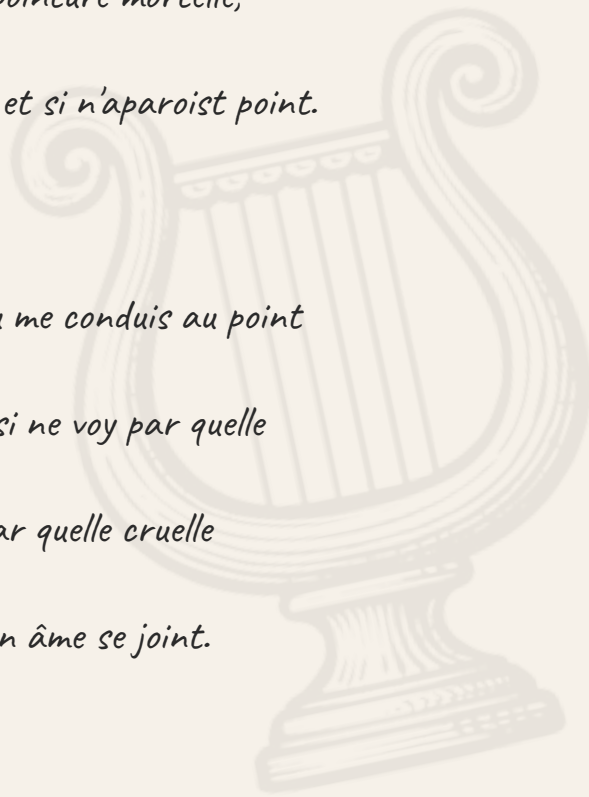 mortelle,
et si n'aparoist point.
me conduis au point
si ne voy par quelle
quelle cruelle
âme se joint.